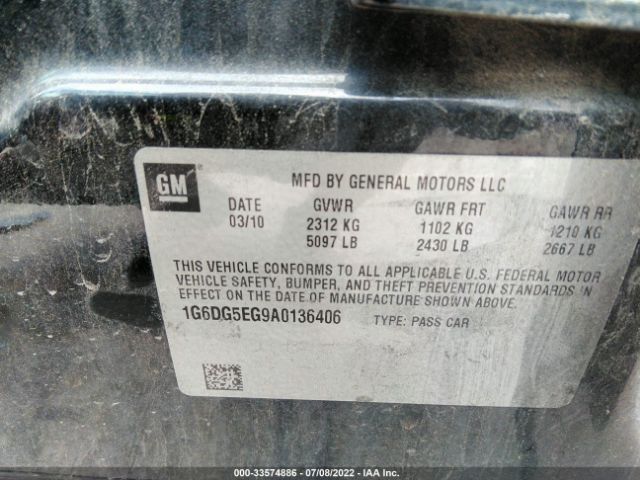 GM
MFD BY GENERAL MOTORS LLC
DATE GVWR GAWR FRT GAWR RR
03/10 2312 KG 1102 KG 1210 KG
5097 LB 2430 LB 2667 LB
THIS VEHICLE CONFORMS TO ALL APPLICABLE U.S. FEDERAL MOTOR
VEHICLE SAFETY, BUMPER, AND THEFT PREVENTION STANDARDS IN
EFFECT ON THE DATE OF MANUFACTURE SHOWN ABOVE.
1G6DG5EG9A0136406 TYPE: PASS CAR
000-33574886 - 07/08/2022 - IAA Inc.